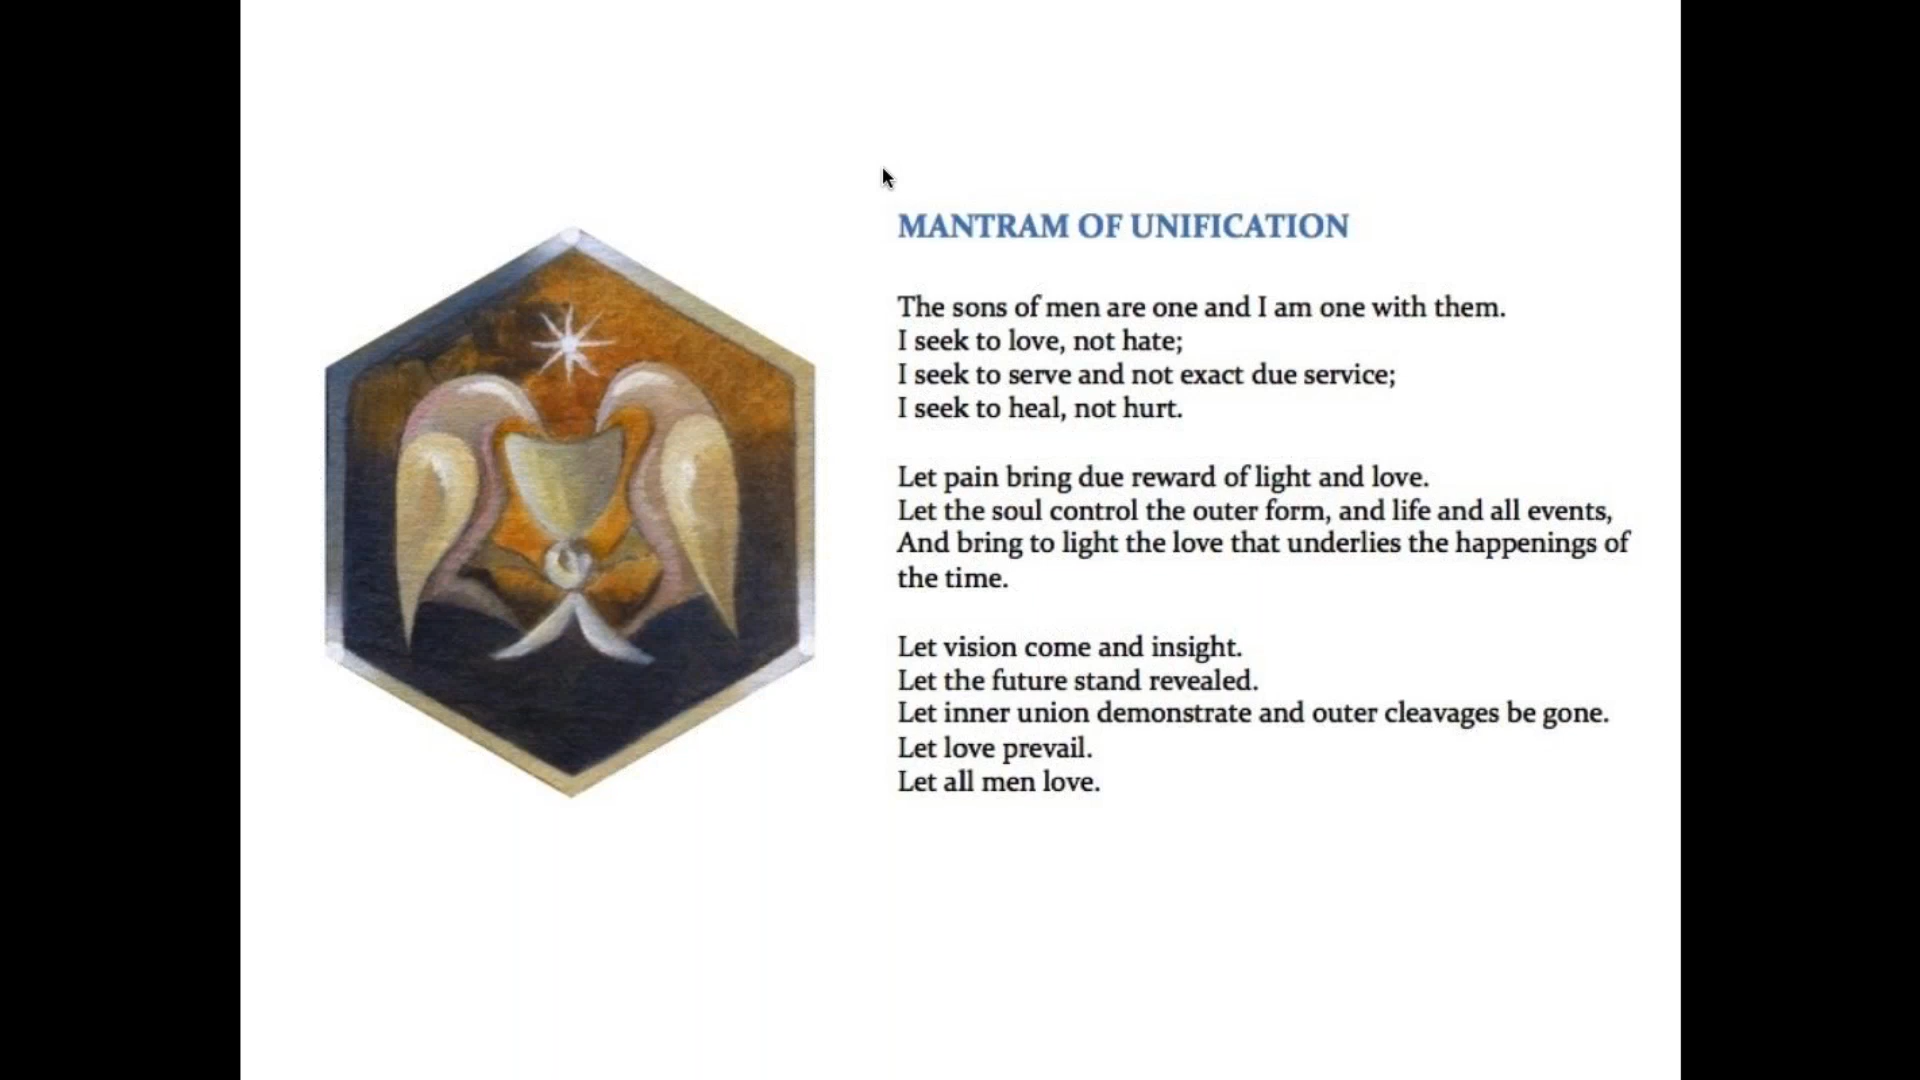 MANTRAM OF UNIFICATION
The sons of men are one and I am one with them.
I seek to love, not hate;
I seek to serve and not exact due service;
I seek to heal, not hurt.
Let pain bring due reward of light and love.
Let the soul control the outer form, and life and all events,
And bring to light the love that underlies the happenings of
the time.
Let vision come and insight.
Let the future stand revealed.
Let inner union demonstrate and outer cleavages be gone.
Let love prevail.
Let all men love.